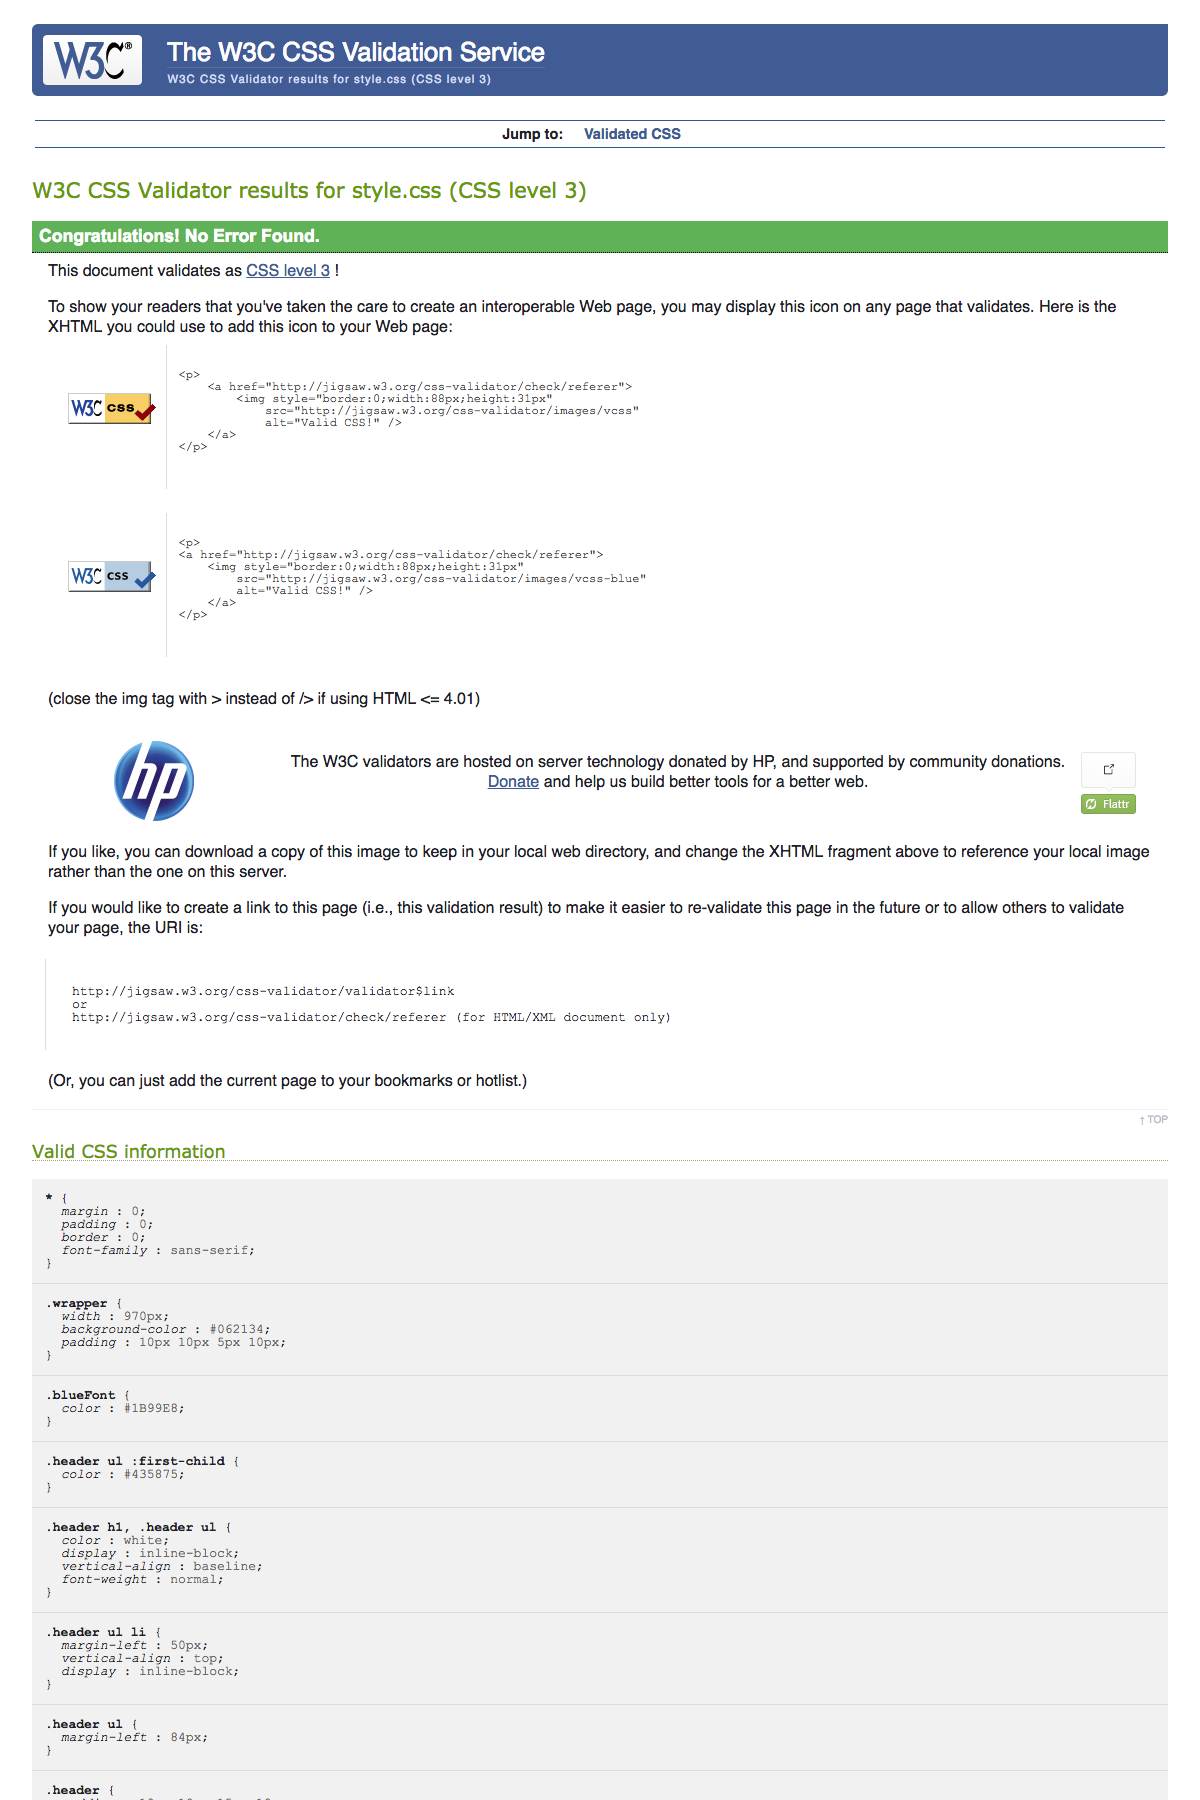 W3C®
The W3C CSS Validation Service
W3C CSS Validator results for style.css (CSS level 3)
Jump to: Validated CSS
W3C CSS Validator results for style.css (CSS level 3)
Congratulations! No Error Found.
This document validates as CSS level 3 !
To show your readers that you've taken the care to create an interoperable Web page, you may display this icon on any page that validates. Here is the
XHTML you could use to add this icon to your Web page:
W3C css
<p>
    <a href="http://jigsaw.w3.org/css-validator/check/referer">
        <img style="border:0;width:88px;height:31px"
            src="http://jigsaw.w3.org/css-validator/images/vcss"
            alt="Valid CSS!" />
    </a>
</p>
W3C css
<p>
<a href="http://jigsaw.w3.org/css-validator/check/referer">
    <img style="border:0;width:88px;height:31px"
        src="http://jigsaw.w3.org/css-validator/images/vcss-blue"
        alt="Valid CSS!" />
    </a>
</p>
(close the img tag with > instead of /> if using HTML <= 4.01)
hp
The W3C validators are hosted on server technology donated by HP, and supported by community donations.
Donate and help us build better tools for a better web.
Flattr
If you like, you can download a copy of this image to keep in your local web directory, and change the XHTML fragment above to reference your local image
rather than the one on this server.
If you would like to create a link to this page (i.e., this validation result) to make it easier to re-validate this page in the future or to allow others to validate
your page, the URI is:
http://jigsaw.w3.org/css-validator/validator$link
or
http://jigsaw.w3.org/css-validator/check/referer (for HTML/XML document only)
(Or, you can just add the current page to your bookmarks or hotlist.)
↑ TOP
Valid CSS information
* {
  margin : 0;
  padding : 0;
  border : 0;
  font-family : sans-serif;
}
.wrapper {
  width : 970px;
  background-color : #062134;
  padding : 10px 10px 5px 10px;
}
.blueFont {
  color : #1B99E8;
}
.header ul :first-child {
  color : #435875;
}
.header h1, .header ul {
  color : white;
  display : inline-block;
  vertical-align : baseline;
  font-weight : normal;
}
.header ul li {
  margin-left : 50px;
  vertical-align : top;
  display : inline-block;
}
.header ul {
  margin-left : 84px;
}
.header {